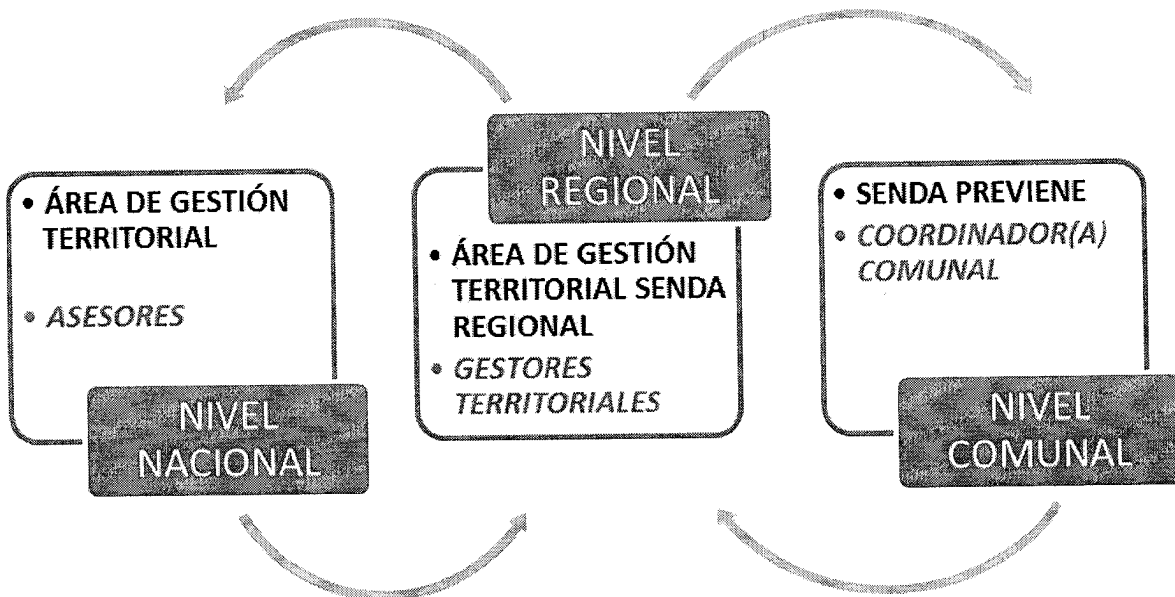 • ÁREA DE GESTIÓN
TERRITORIAL
• ASESORES
NIVEL
NACIONAL
NIVEL
REGIONAL
• ÁREA DE GESTIÓN
TERRITORIAL SENDA
REGIONAL
• GESTORES
TERRITORIALES
• SENDA PREVIENE
• COORDINADOR(A)
COMUNAL
NIVEL
COMUNAL